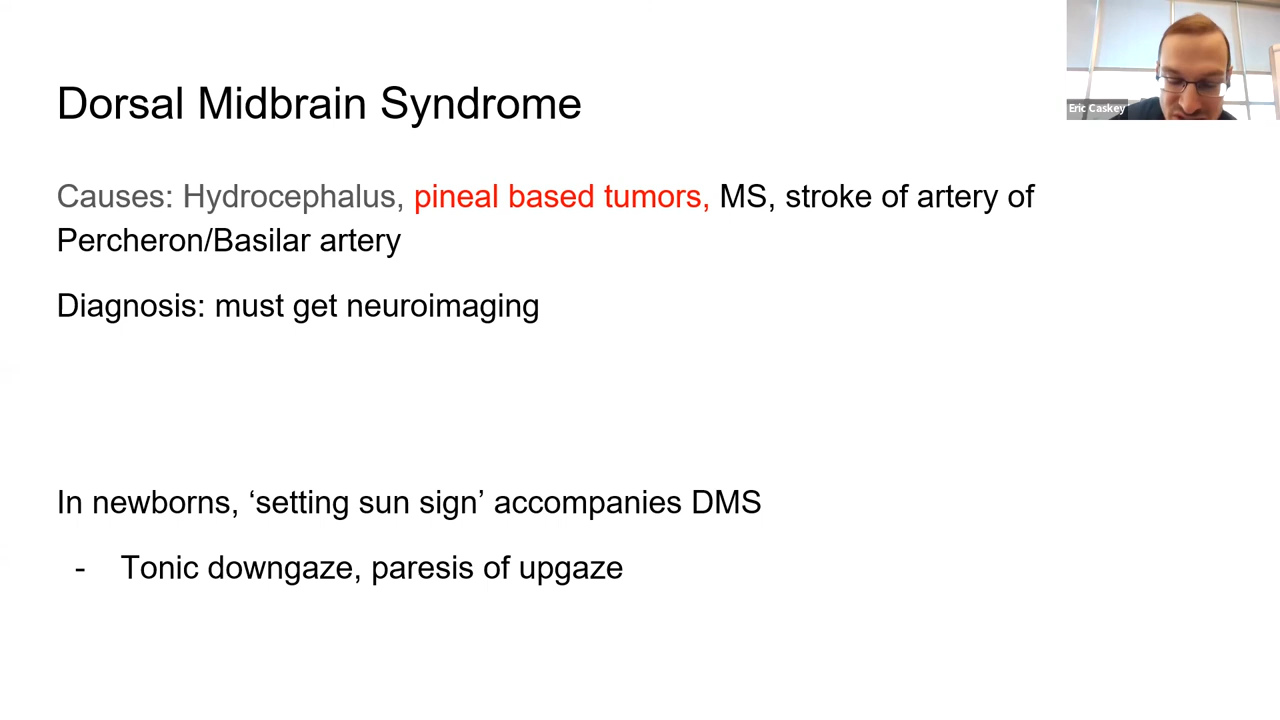 Dorsal Midbrain Syndrome
Eric Caskey
Causes: Hydrocephalus, pineal based tumors, MS, stroke of artery of
Percheron/Basilar artery
Diagnosis: must get neuroimaging
In newborns, ‘setting sun sign’ accompanies DMS
- Tonic downgaze, paresis of upgaze